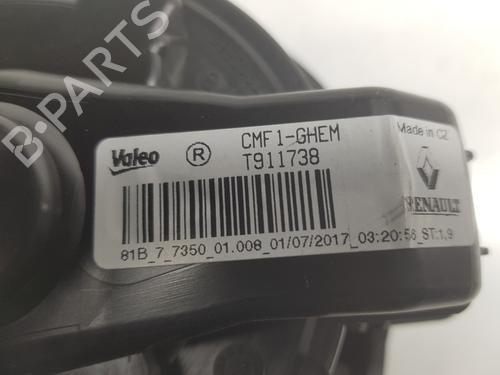 B-PARTS
Valeo ® CMF1-GHEM Made in CZ
T911738
RENAULT
81B_7_7350_01.008_01/07/2017_03:20:56_ST:1,9